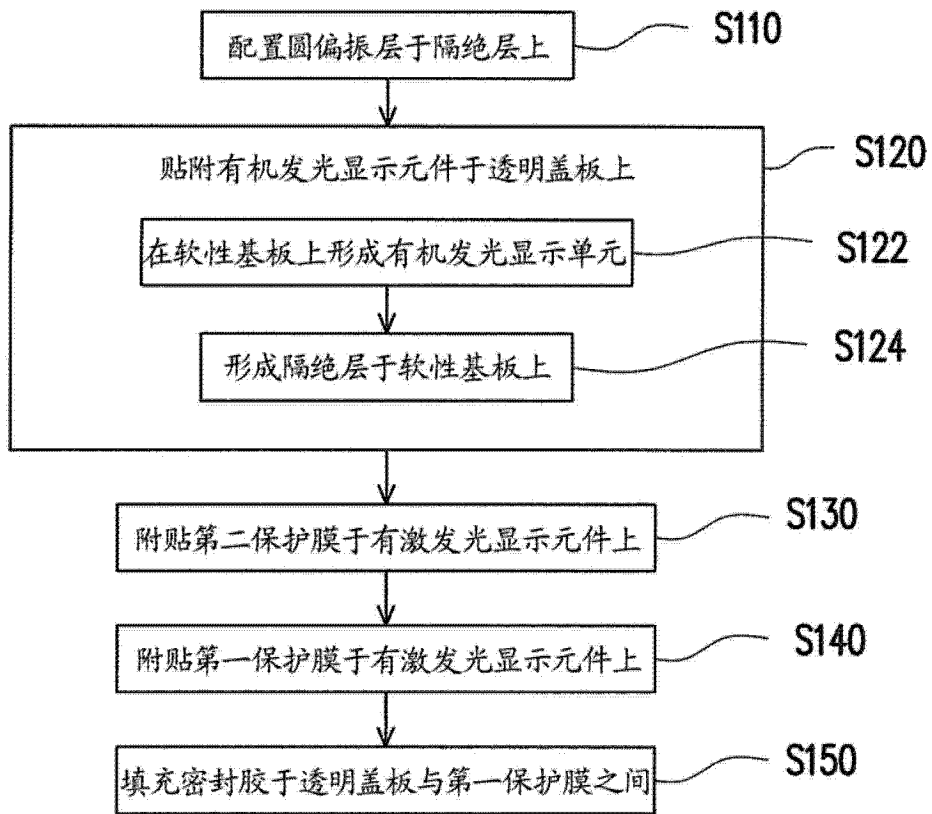 配置圆偏振层于隔绝层上
S110
贴附有机发光显示元件于透明盖板上
S120
在软性基板上形成有机发光显示单元
S122
形成隔绝层于软性基板上
S124
附贴第二保护膜于有激发光显示元件上
S130
附贴第一保护膜于有激发光显示元件上
S140
填充密封胶于透明盖板与第一保护膜之间
S150